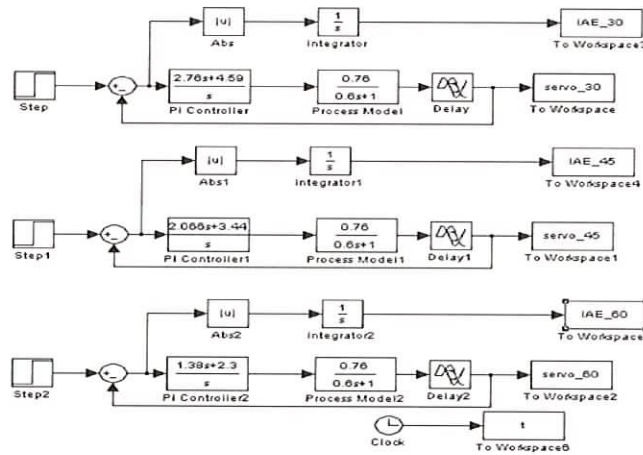 |u|
Abs
1
s
Integrator
IAE_30
Step
+
−
2.76s+4.59
s
PI Controller
0.76
0.6s+1
Process Model
Delay
servo_30
To Workspace
|u|
Abs1
1
s
Integrator1
IAE_45
To Workspace4
Step1
+
−
2.066s+3.44
s
PI Controller1
0.76
0.6s+1
Process Model1
Delay1
servo_45
To Workspace1
|u|
Abs2
1
s
Integrator2
IAE_60
To Workspace
Step2
+
−
1.38s+2.3
s
PI Controller2
0.76
0.6s+1
Process Model2
Delay2
servo_60
To Workspace2
Clock
t
To Workspace6